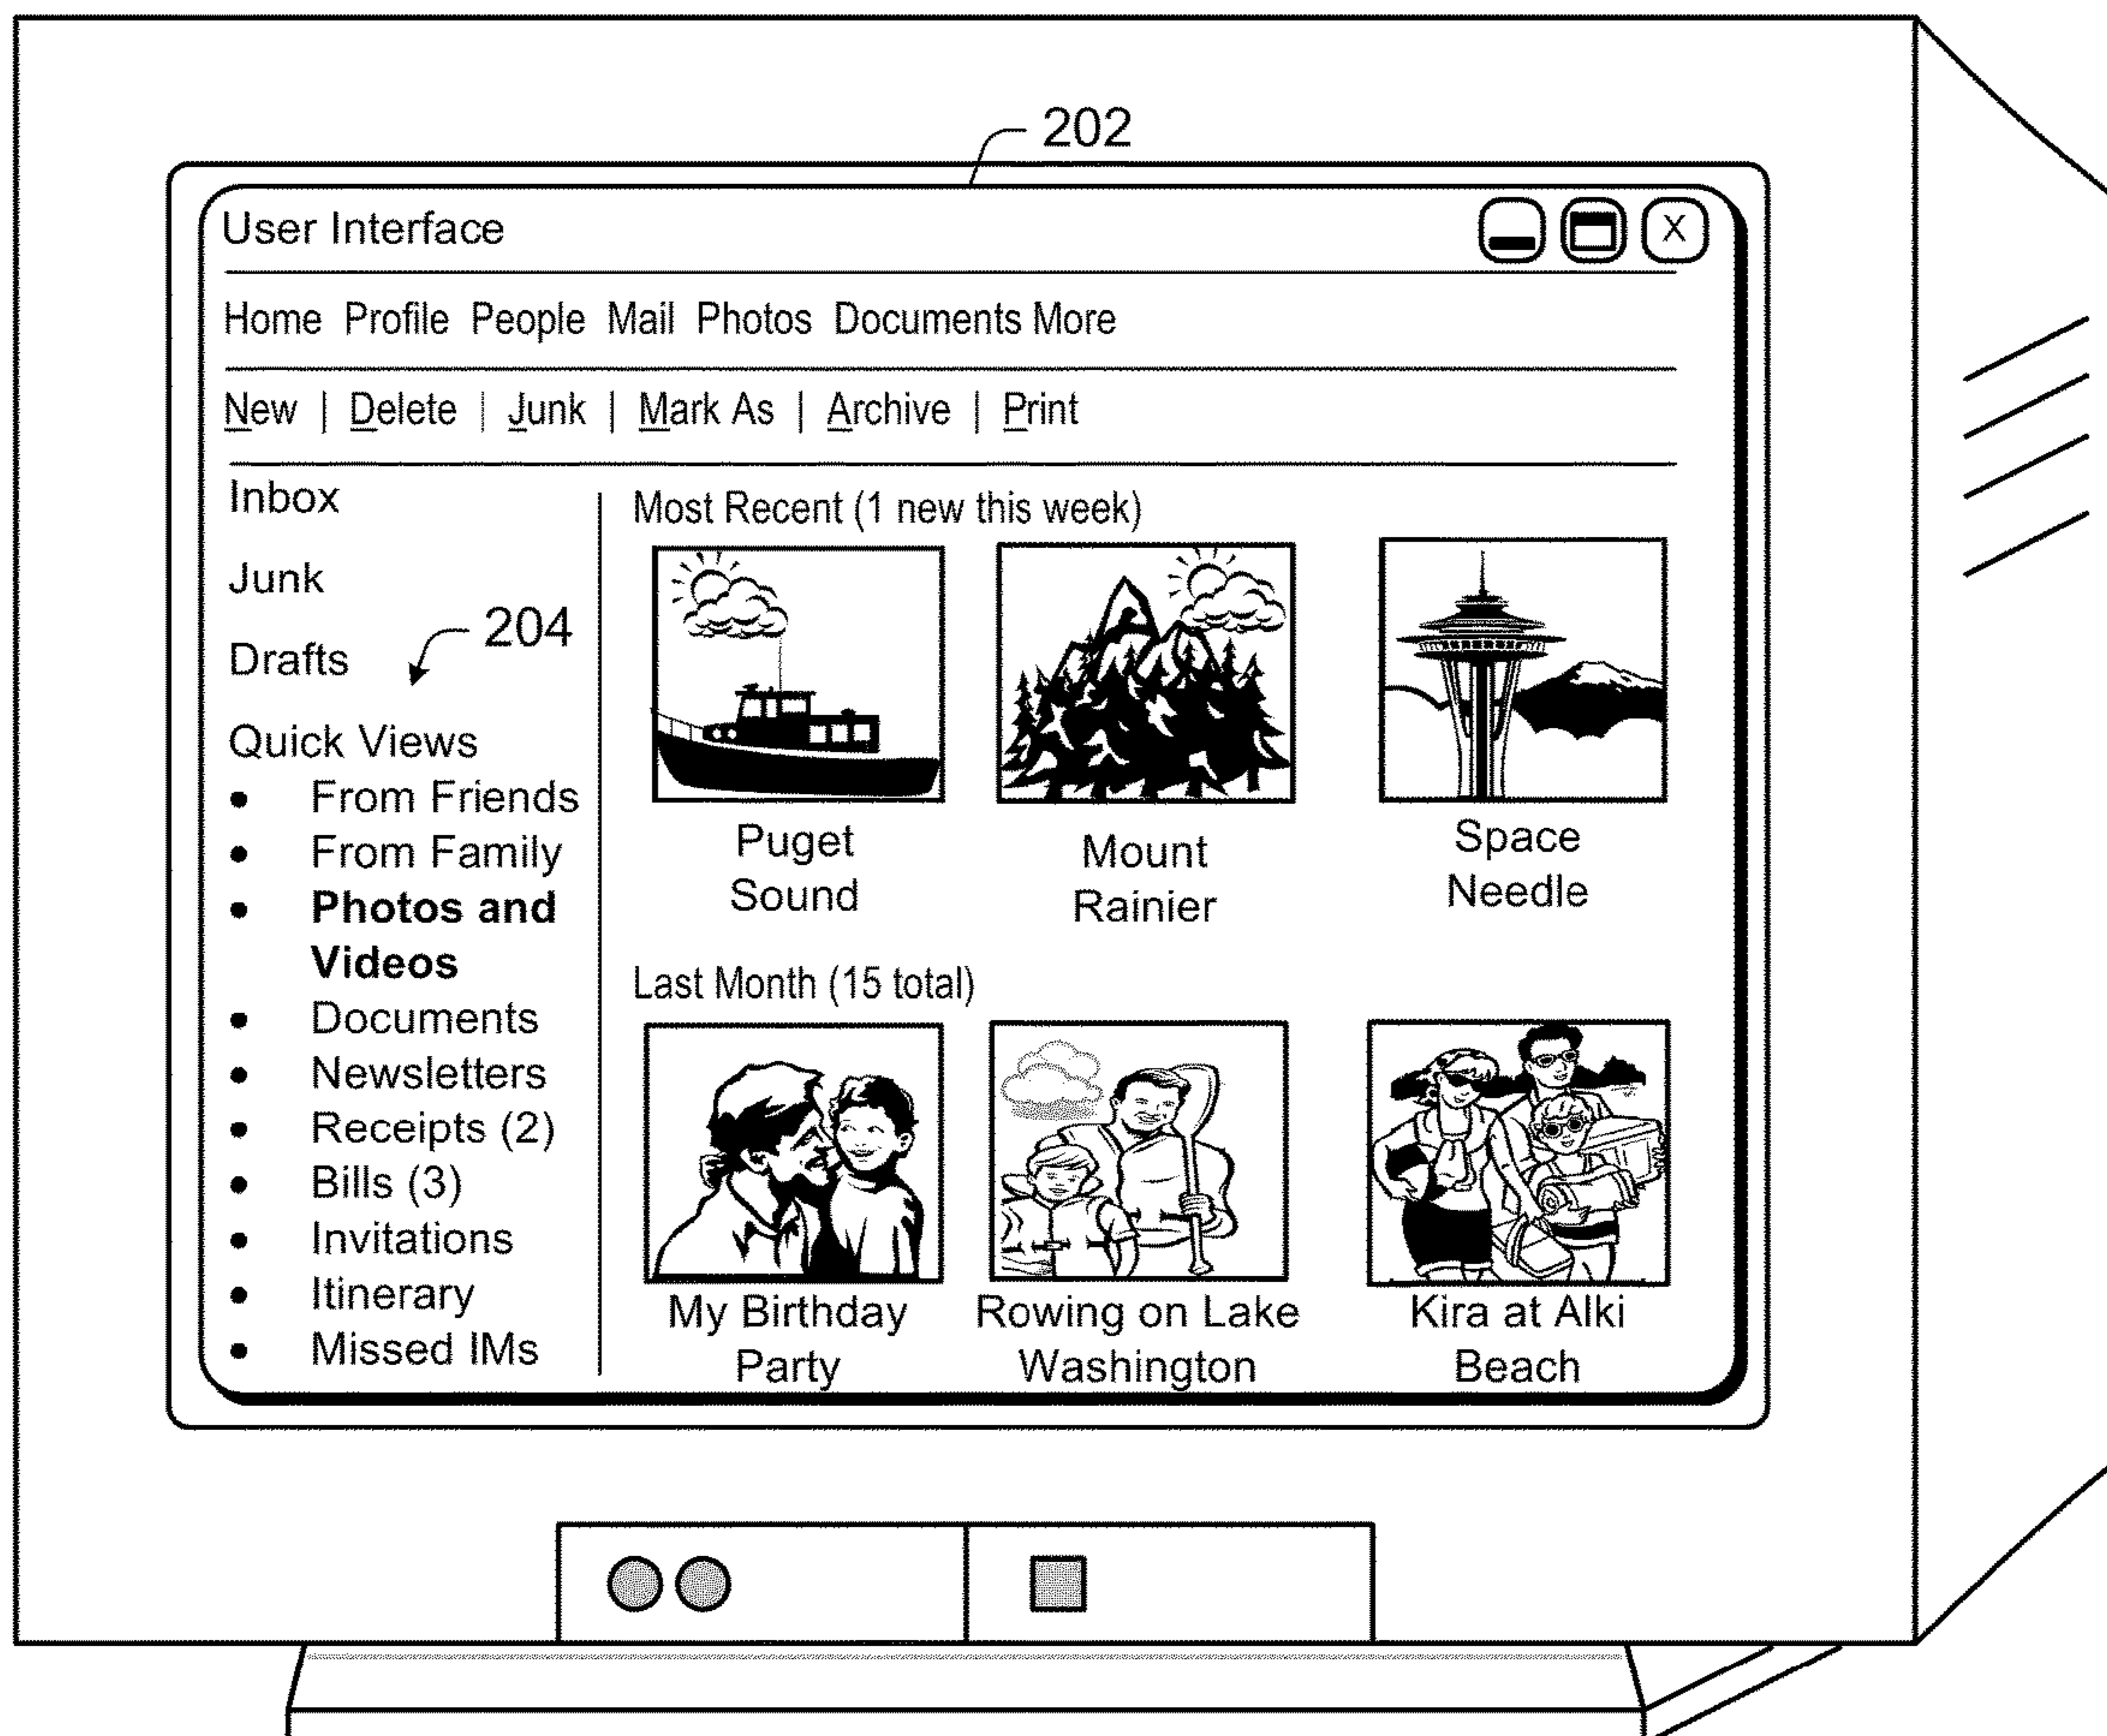 202
User Interface
X
Home Profile People Mail Photos Documents More
New | Delete | Junk | Mark As | Archive | Print
Inbox
Junk
204
Drafts
Quick Views
• From Friends
• From Family
• Photos and
Videos
• Documents
• Newsletters
• Receipts (2)
• Bills (3)
• Invitations
• Itinerary
• Missed IMs
Most Recent (1 new this week)
Puget
Sound
Mount
Rainier
Space
Needle
Last Month (15 total)
My Birthday
Party
Rowing on Lake
Washington
Kira at Alki
Beach